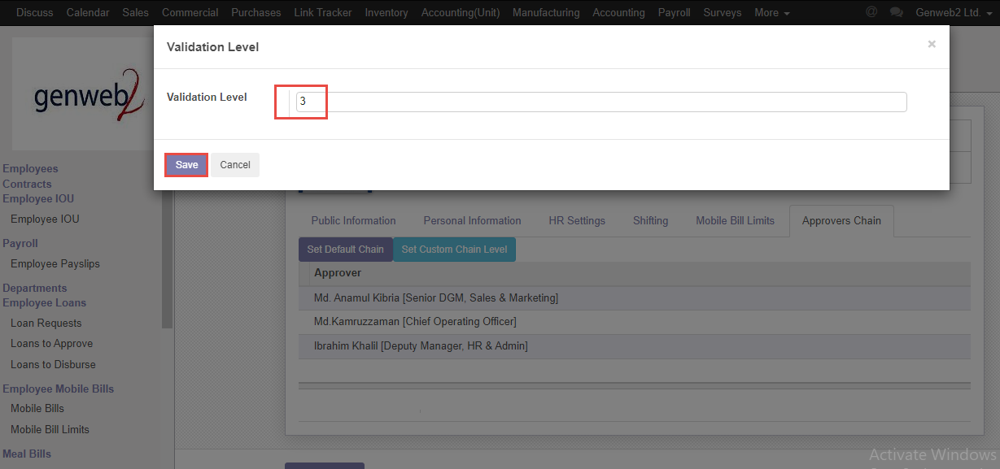 Discuss Calendar Sales Commercial Purchases Link Tracker Inventory Accounting(Unit) Manufacturing Accounting Payroll Surveys More @ Genweb2 Ltd.
Validation Level ×
Validation Level 3
Save Cancel
genweb2
Employees
Contracts
Employee IOU
Employee IOU
Payroll
Employee Payslips
Departments
Employee Loans
Loan Requests
Loans to Approve
Loans to Disburse
Employee Mobile Bills
Mobile Bills
Mobile Bill Limits
Meal Bills
Public Information Personal Information HR Settings Shifting Mobile Bill Limits Approvers Chain
Set Default Chain Set Custom Chain Level
Approver
Md. Anamul Kibria [Senior DGM, Sales & Marketing]
Md.Kamruzzaman [Chief Operating Officer]
Ibrahim Khalil [Deputy Manager, HR & Admin]
Activate Windows